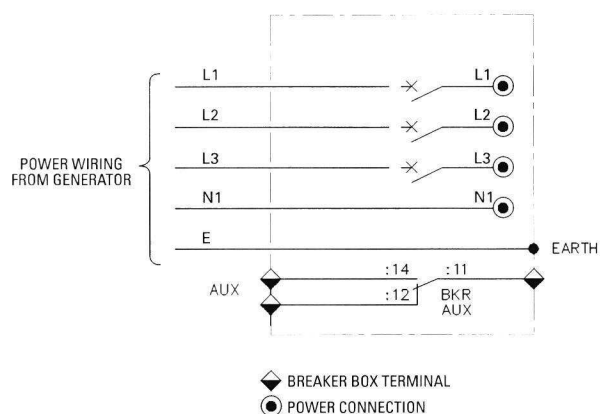 L1 L1
L2 L2
L3 L3
POWER WIRING
FROM GENERATOR
N1 N1
E
EARTH
:14 :11
AUX
:12 BKR
AUX
BREAKER BOX TERMINAL
POWER CONNECTION